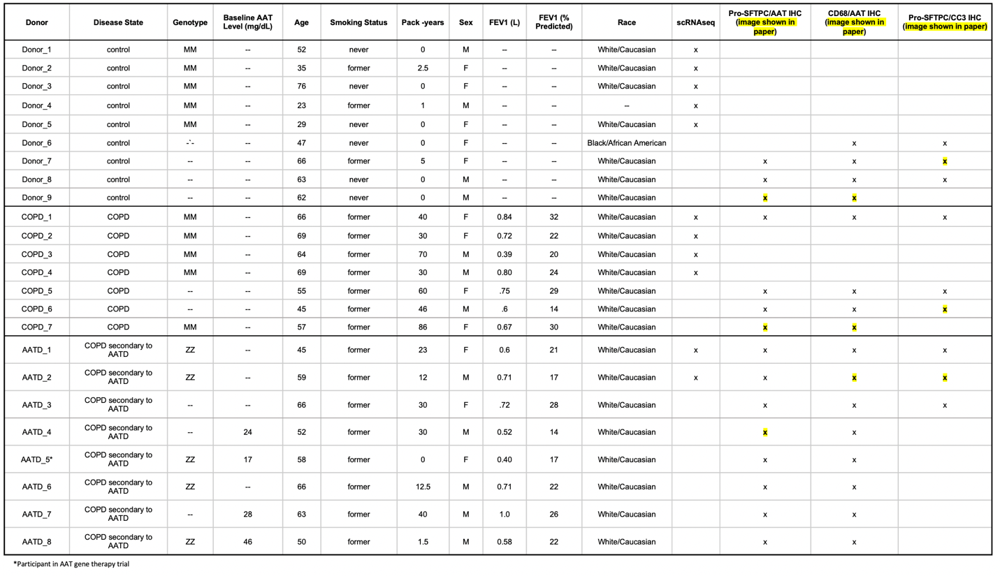 Donor Disease State Genotype Baseline AAT Level (mg/dL) Age Smoking Status Pack -years Sex FEV1 (L) FEV1 (% Predicted) Race scRNAseq Pro-SFTPC/AAT IHC (image shown in paper) CD68/AAT IHC (image shown in paper) Pro-SFTPC/CC3 IHC (image shown in paper)
Donor_1 control MM -- 52 never 0 M -- -- White/Caucasian x
Donor_2 control MM -- 35 former 2.5 F -- -- White/Caucasian x
Donor_3 control MM -- 76 never 0 F -- -- White/Caucasian x
Donor_4 control MM -- 23 former 1 M -- -- -- x
Donor_5 control MM -- 29 never 0 F -- -- White/Caucasian x
Donor_6 control -`- -- 47 never 0 F -- -- Black/African American x x
Donor_7 control -- -- 66 former 5 F -- -- White/Caucasian x x x
Donor_8 control -- -- 63 never 0 M -- -- White/Caucasian x x x
Donor_9 control -- -- 62 never 0 M -- -- White/Caucasian x x
COPD_1 COPD MM -- 66 former 40 F 0.84 32 White/Caucasian x x x x
COPD_2 COPD MM -- 69 former 30 F 0.72 22 White/Caucasian x
COPD_3 COPD MM -- 64 former 70 M 0.39 20 White/Caucasian x
COPD_4 COPD MM -- 69 former 30 M 0.80 24 White/Caucasian x
COPD_5 COPD -- -- 55 former 60 F .75 29 White/Caucasian x x x
COPD_6 COPD -- -- 45 former 46 M .6 14 White/Caucasian x x x
COPD_7 COPD MM -- 57 former 86 F 0.67 30 White/Caucasian x x
AATD_1 COPD secondary to AATD ZZ -- 45 former 23 F 0.6 21 White/Caucasian x x x x
AATD_2 COPD secondary to AATD ZZ -- 59 former 12 M 0.71 17 White/Caucasian x x x x
AATD_3 COPD secondary to AATD -- -- 66 former 30 F .72 28 White/Caucasian x x x
AATD_4 COPD secondary to AATD -- 24 52 former 30 M 0.52 14 White/Caucasian x x
AATD_5* COPD secondary to AATD ZZ 17 58 former 0 F 0.40 17 White/Caucasian x x
AATD_6 COPD secondary to AATD ZZ -- 66 former 12.5 M 0.71 22 White/Caucasian x x
AATD_7 COPD secondary to AATD -- 28 63 former 40 M 1.0 26 White/Caucasian x x
AATD_8 COPD secondary to AATD ZZ 46 50 former 1.5 M 0.58 22 White/Caucasian x x
*Participant in AAT gene therapy trial